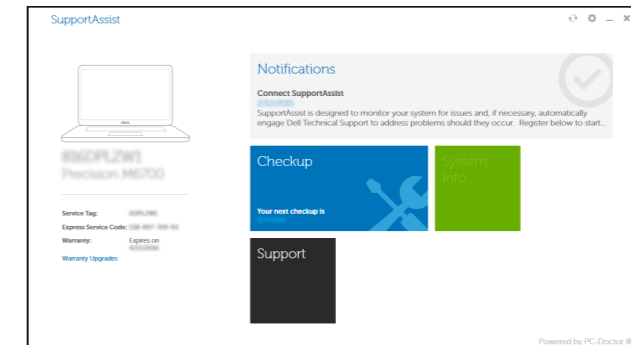 SupportAssist
Notifications
Connect SupportAssist
SupportAssist is designed to monitor your system for issues and, if necessary, automatically
engage Dell Technical Support to address problems should they occur. Register below to start...
DELL
Checkup
System
Info
Your next checkup is
Service Tag:
Express Service Code:
Warranty: Expires on
Warranty Upgrades
Support
Powered by PC-Doctor®